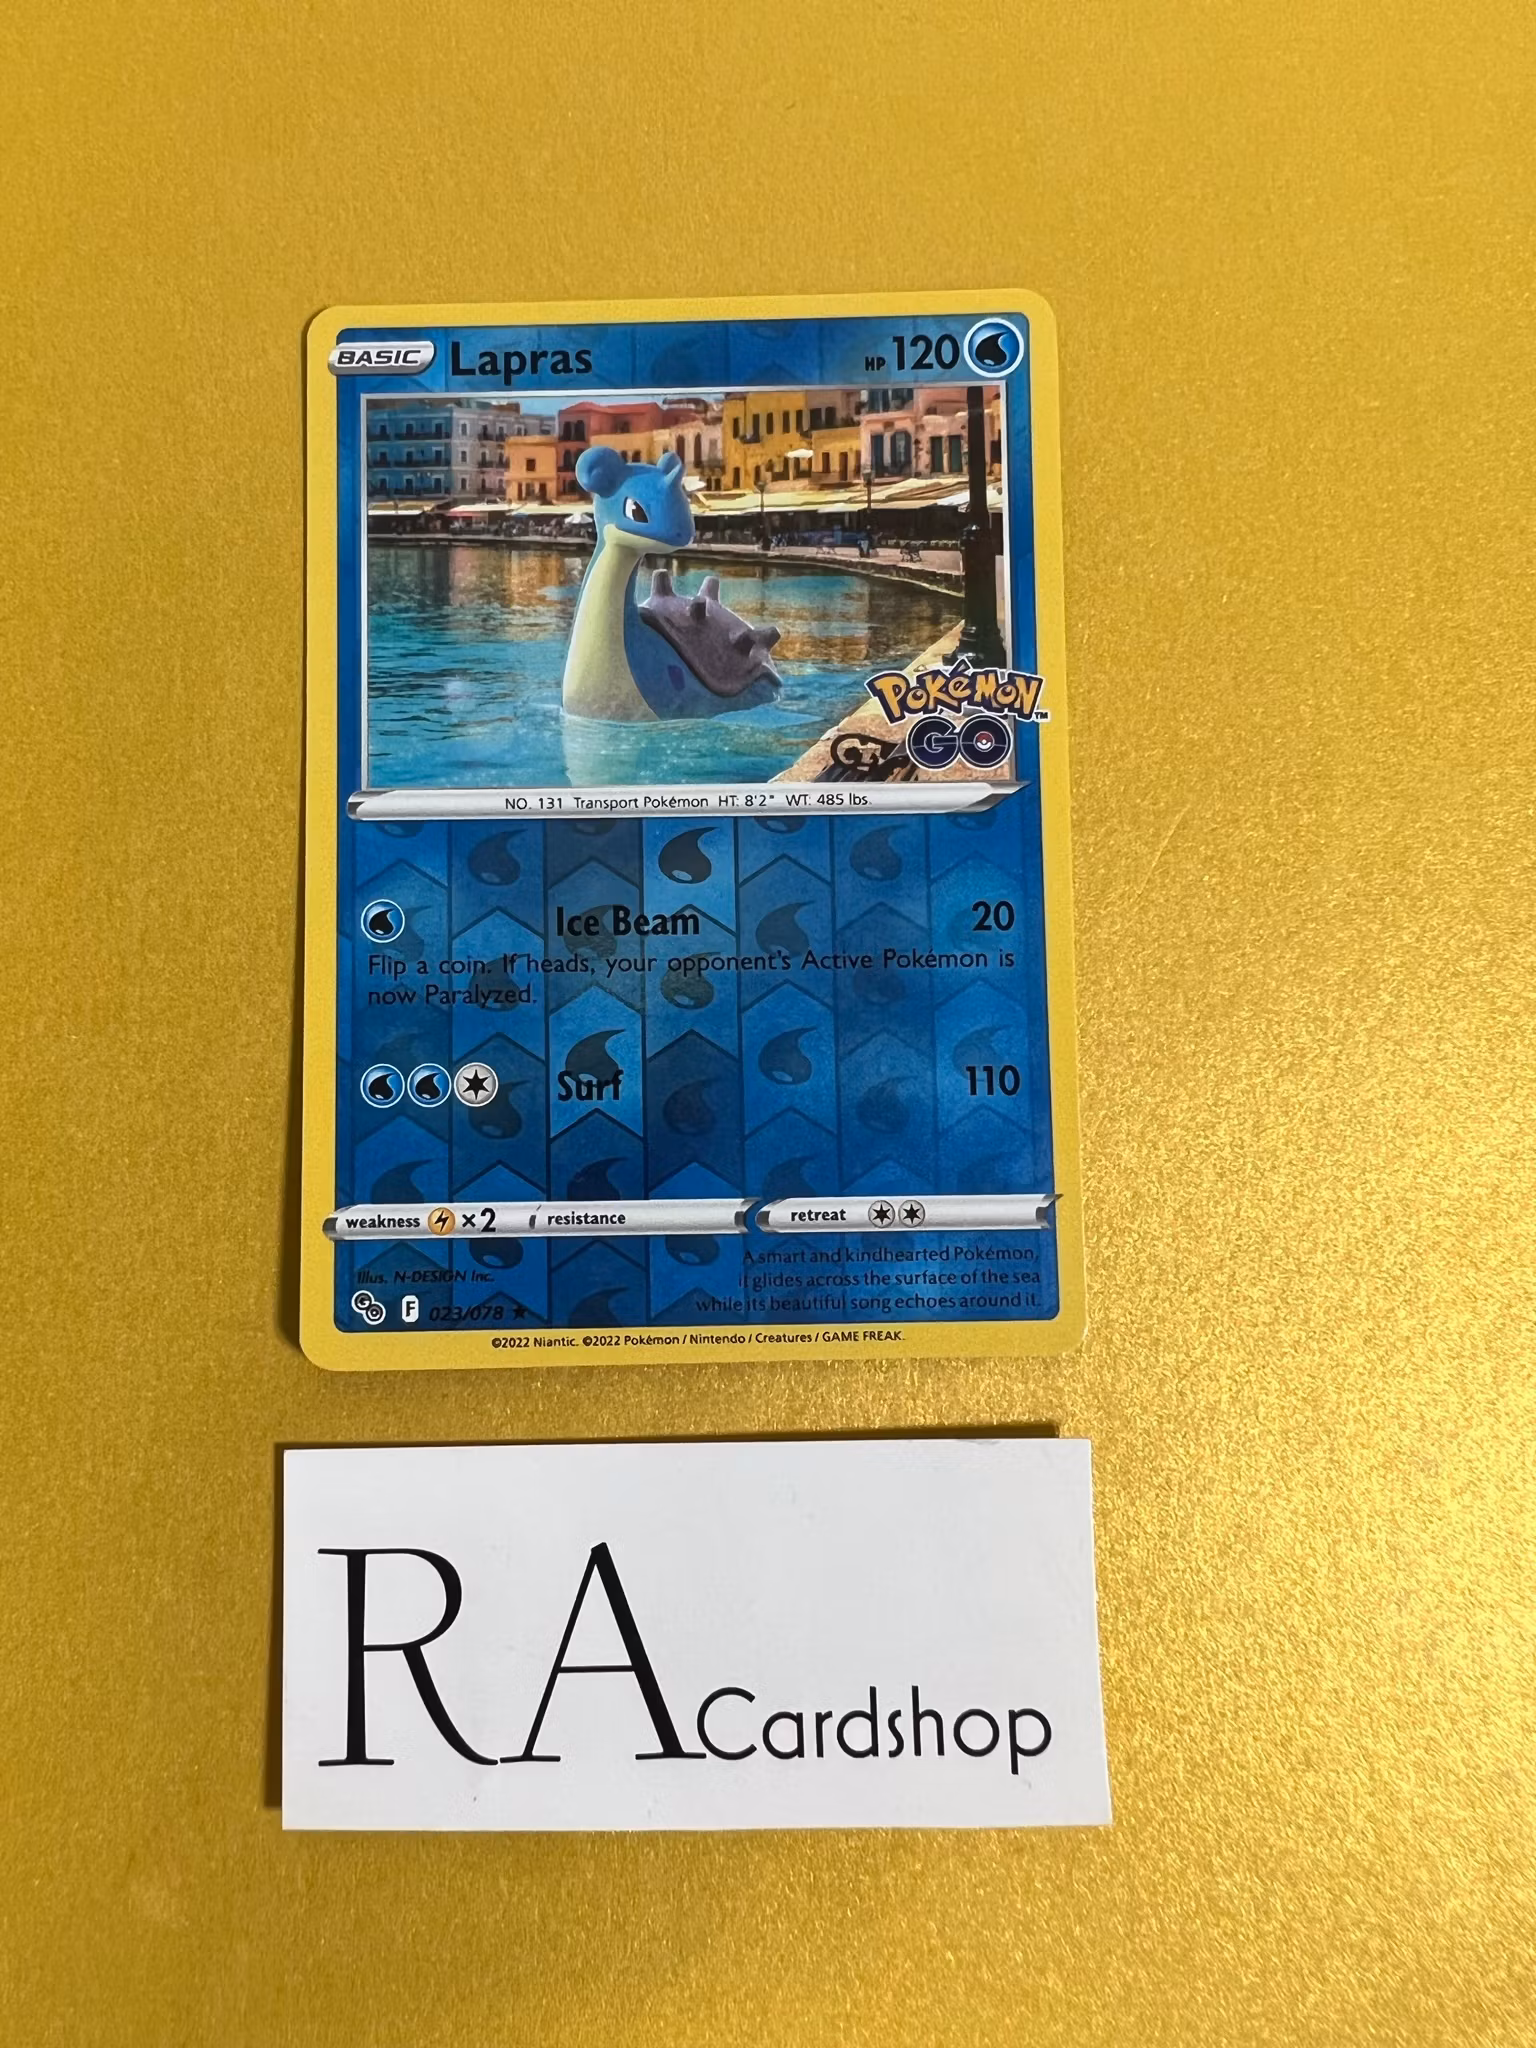 BASIC Lapras HP 120
POKéMON™
GO
NO. 131 Transport Pokémon HT: 8'2" WT: 485 lbs.
Ice Beam 20
Flip a coin. If heads, your opponent's Active Pokémon is
now Paralyzed.
Surf 110
weakness ×2 resistance retreat
A smart and kindhearted Pokémon,
it glides across the surface of the sea
while its beautiful song echoes around it.
Illus. N-DESIGN Inc.
GO F 023/078 ★
©2022 Niantic. ©2022 Pokémon / Nintendo / Creatures / GAME FREAK.
RA Cardshop